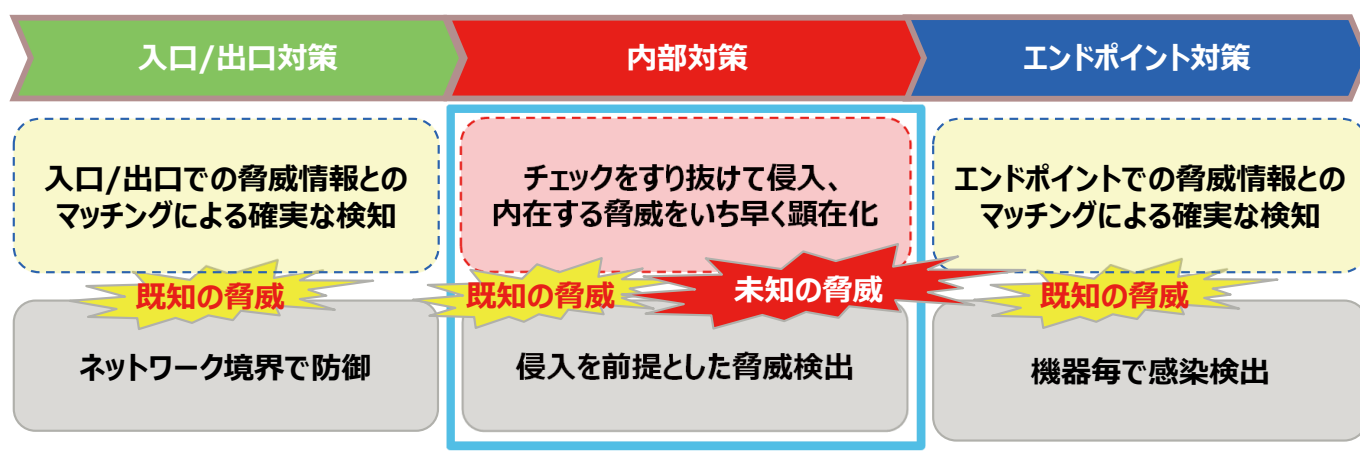 入口/出口対策
内部対策
エンドポイント対策
入口/出口での脅威情報との
マッチングによる確実な検知
チェックをすり抜けて侵入、
内在する脅威をいち早く顕在化
エンドポイントでの脅威情報との
マッチングによる確実な検知
既知の脅威
既知の脅威
未知の脅威
既知の脅威
ネットワーク境界で防御
侵入を前提とした脅威検出
機器毎で感染検出